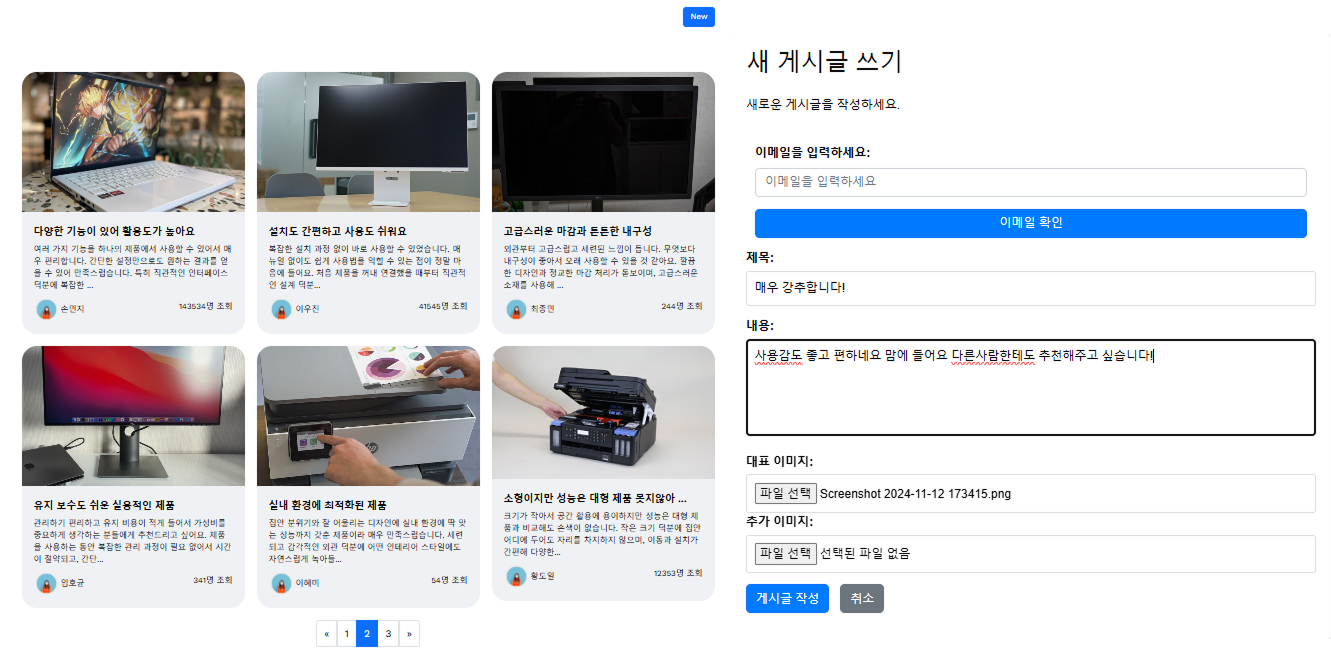 New
다양한 기능이 있어 활용도가 높아요
여러 가지 기능을 하나의 제품에서 사용할 수 있어서 매
우 편리합니다. 간단한 설정만으로도 원하는 결과를 얻
을 수 있어 만족스럽습니다. 특히 직관적인 인터페이스
덕분에 복잡한 ...
손민지
143534명 조회
설치도 간편하고 사용도 쉬워요
복잡한 설치 과정 없이 바로 사용할 수 있었습니다. 매
뉴얼 없이도 쉽게 사용법을 익힐 수 있는 점이 정말 마
음에 들어요. 처음 제품을 꺼내 연결했을 때부터 직관적
인 설계 덕분...
이우진
41545명 조회
고급스러운 마감과 튼튼한 내구성
외관부터 고급스럽고 세련된 느낌이 듭니다. 무엇보다
내구성이 좋아서 오래 사용할 수 있을 것 같아요. 깔끔
한 디자인과 정교한 마감 처리가 돋보이며, 고급스러운
소재를 사용해 ...
최종민
244명 조회
유지 보수도 쉬운 실용적인 제품
관리하기 편리하고 유지 비용이 적게 들어서 가성비를
중요하게 생각하는 분들에게 추천드리고 싶어요. 제품
을 사용하는 동안 복잡한 관리 과정이 필요 없어서 시간
이 절약되고, 간단...
임호균
341명 조회
hp
실내 환경에 최적화된 제품
집안 분위기와 잘 어울리는 디자인에 실내 환경에 딱 맞
는 성능까지 갖춘 제품이라 매우 만족스럽습니다. 세련
되고 감각적인 외관 덕분에 어떤 인테리어 스타일에도
자연스럽게 녹아들...
이혜미
54명 조회
소형이지만 성능은 대형 제품 못지않아 ...
크기가 작아서 공간 활용에 용이하지만 성능은 대형 제
품과 비교해도 손색이 없습니다. 작은 크기 덕분에 집안
어디에 두어도 자리를 차지하지 않으며, 이동과 설치가
간편해 다양한...
황도일
12353명 조회
« 1 2 3 »
새 게시글 쓰기
새로운 게시글을 작성하세요.
이메일을 입력하세요:
이메일을 입력하세요
이메일 확인
제목:
매우 강추합니다!
내용:
사용감도 좋고 편하네요 맘에 들어요 다른사람한테도 추천해주고 싶습니다!
대표 이미지:
파일 선택 Screenshot 2024-11-12 173415.png
추가 이미지:
파일 선택 선택된 파일 없음
게시글 작성 취소